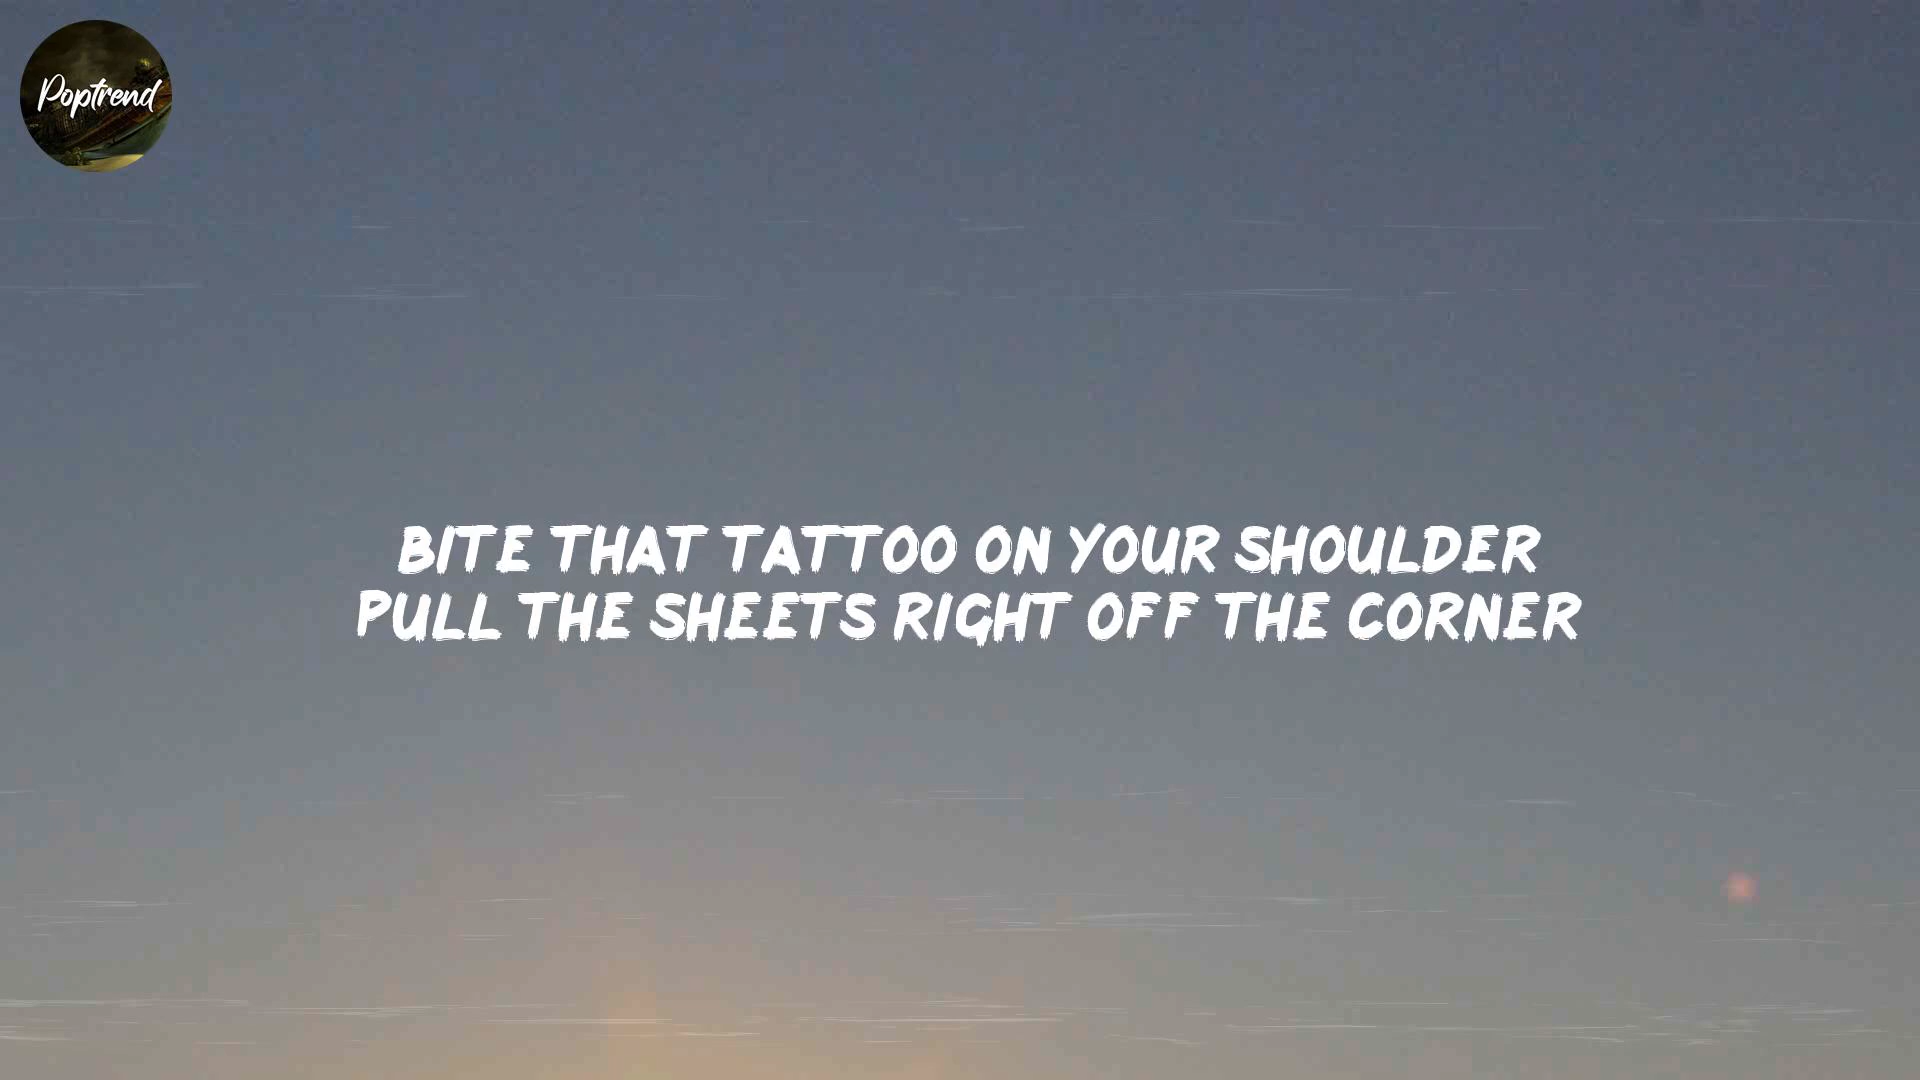 Poptrend
BITE THAT TATTOO ON YOUR SHOULDER
PULL THE SHEETS RIGHT OFF THE CORNER